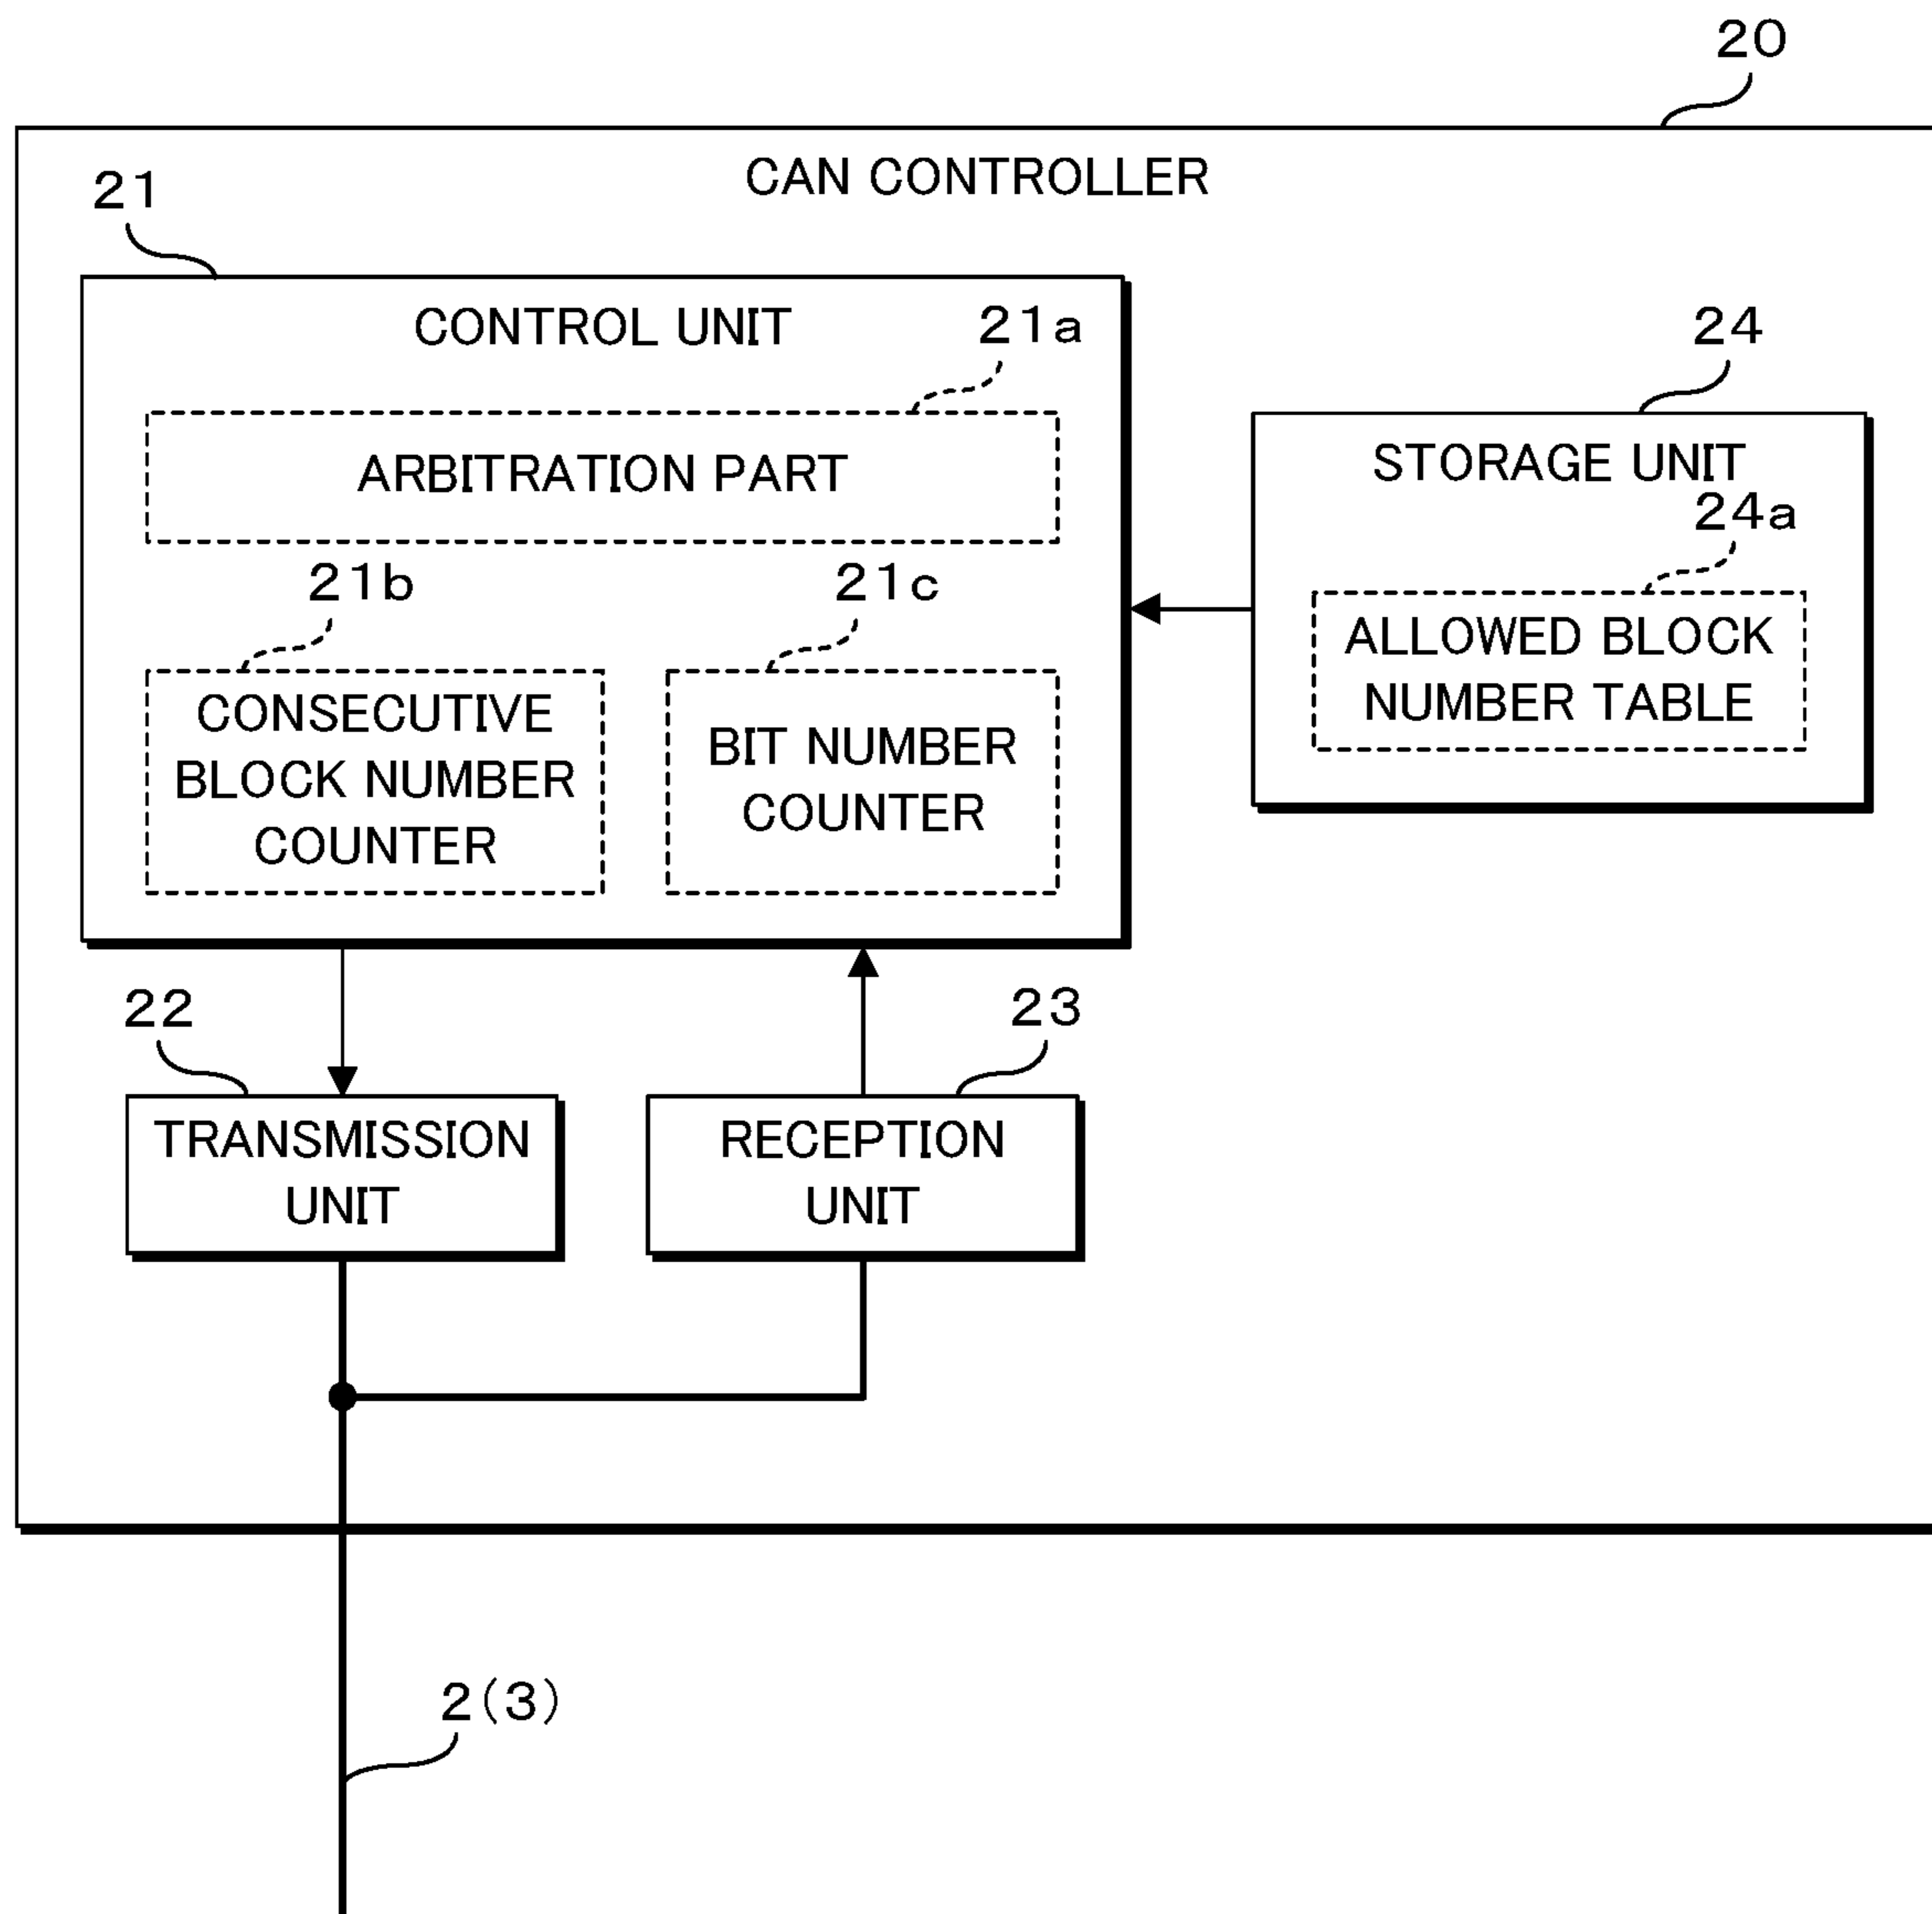 20
CAN CONTROLLER
21
CONTROL UNIT
21a
ARBITRATION PART
21b
21c
CONSECUTIVE
BLOCK NUMBER
COUNTER
BIT NUMBER
COUNTER
24
STORAGE UNIT
24a
ALLOWED BLOCK
NUMBER TABLE
22
TRANSMISSION
UNIT
23
RECEPTION
UNIT
2(3)